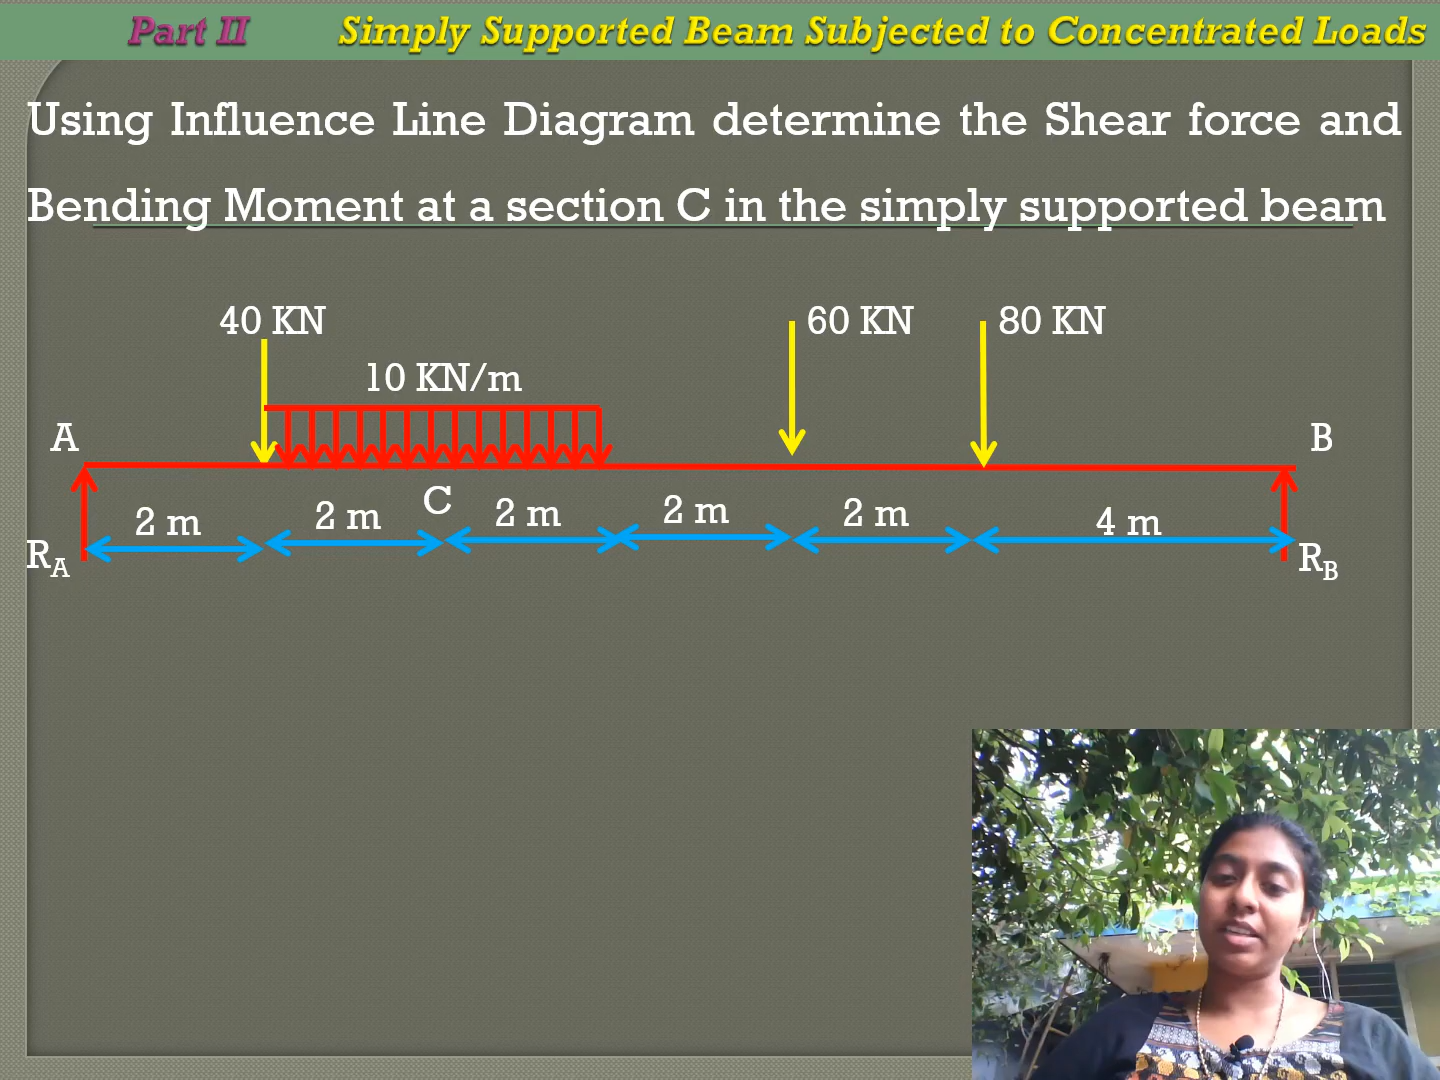 Part II Simply Supported Beam Subjected to Concentrated Loads
Using Influence Line Diagram determine the Shear force and
Bending Moment at a section C in the simply supported beam
40 KN 60 KN 80 KN
10 KN/m
A B
C
2 m 2 m 2 m 2 m 2 m 4 m
RA RB